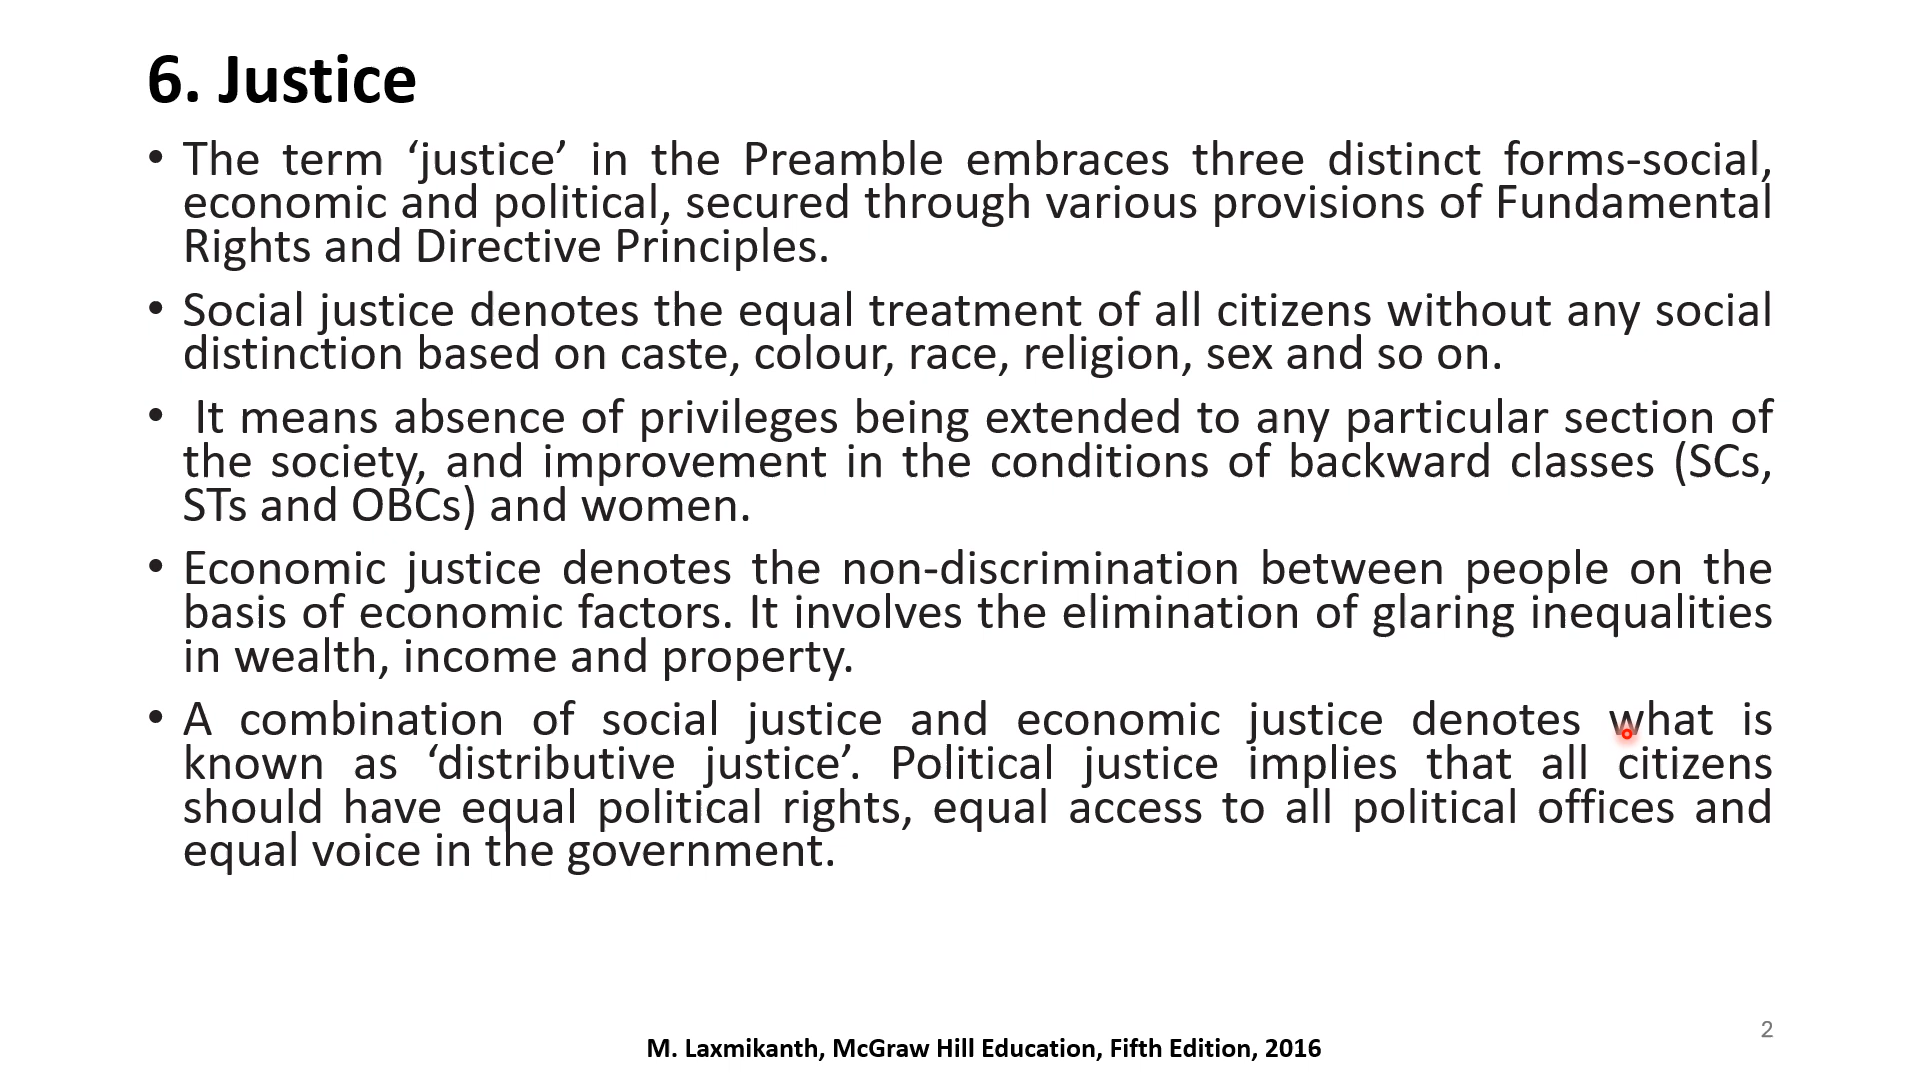 6. Justice
• The term ‘justice’ in the Preamble embraces three distinct forms-social,
economic and political, secured through various provisions of Fundamental
Rights and Directive Principles.
• Social justice denotes the equal treatment of all citizens without any social
distinction based on caste, colour, race, religion, sex and so on.
• It means absence of privileges being extended to any particular section of
the society, and improvement in the conditions of backward classes (SCs,
STs and OBCs) and women.
• Economic justice denotes the non-discrimination between people on the
basis of economic factors. It involves the elimination of glaring inequalities
in wealth, income and property.
• A combination of social justice and economic justice denotes what is
known as ‘distributive justice’. Political justice implies that all citizens
should have equal political rights, equal access to all political offices and
equal voice in the government.
2
M. Laxmikanth, McGraw Hill Education, Fifth Edition, 2016